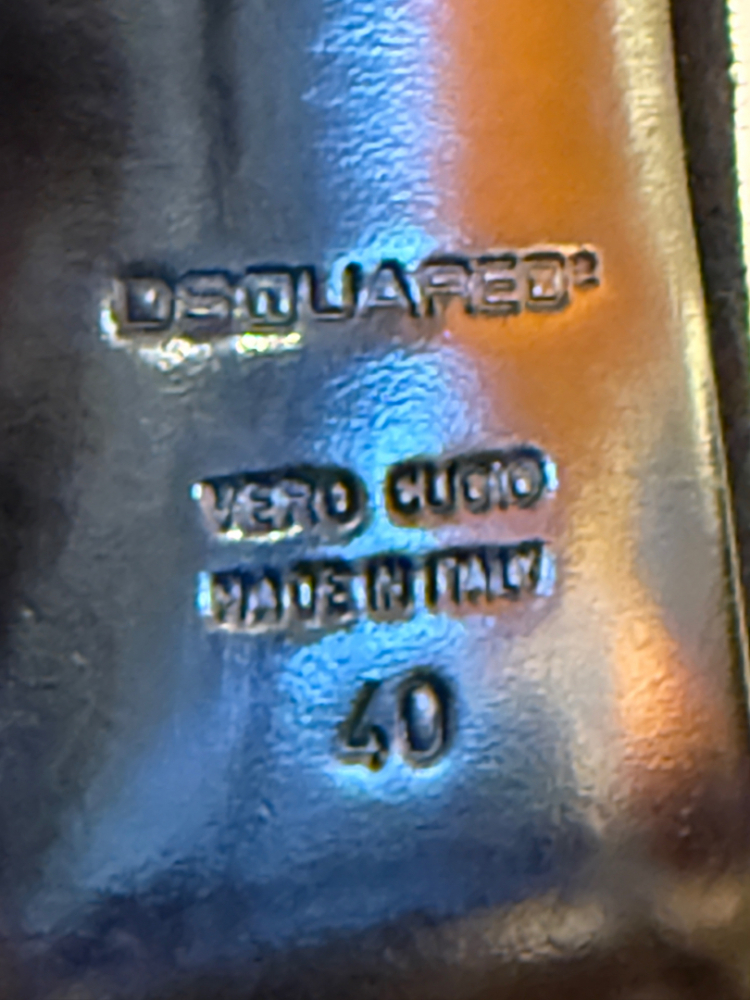 DSQUARED²
VERO CUOIO
MADE IN ITALY
40